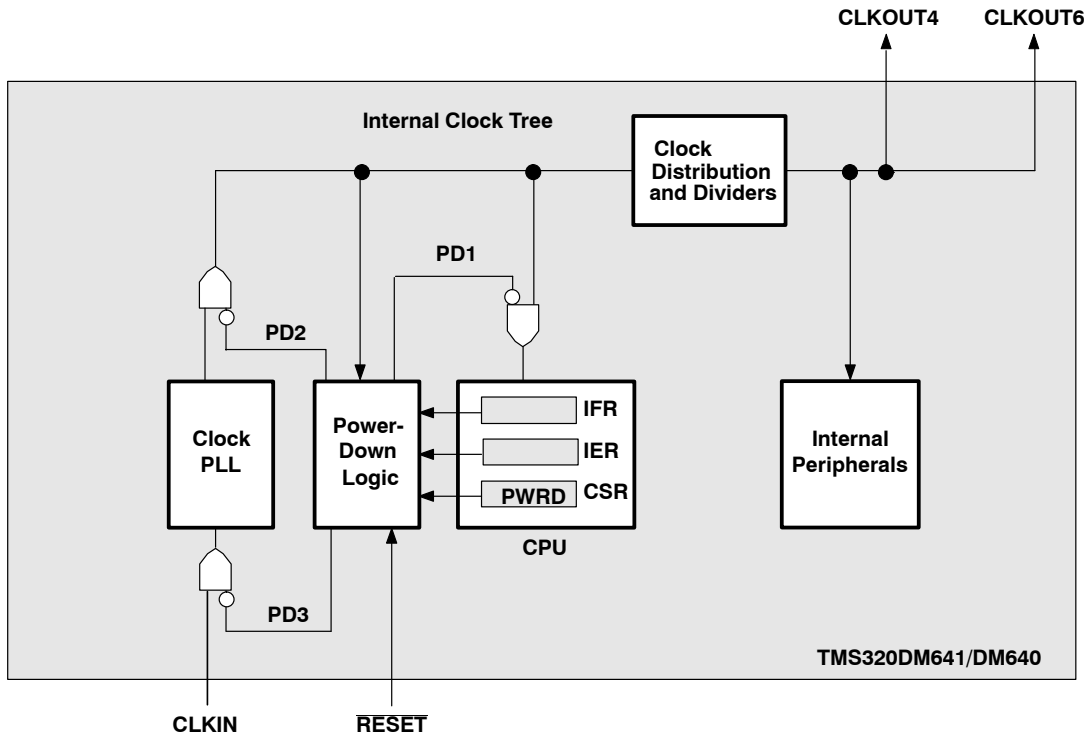 CLKOUT4
CLKOUT6
Internal Clock Tree
Clock
Distribution
and Dividers
PD1
PD2
Clock
PLL
Power-
Down
Logic
IFR
IER
PWRD
CSR
CPU
Internal
Peripherals
PD3
TMS320DM641/DM640
CLKIN
RESET